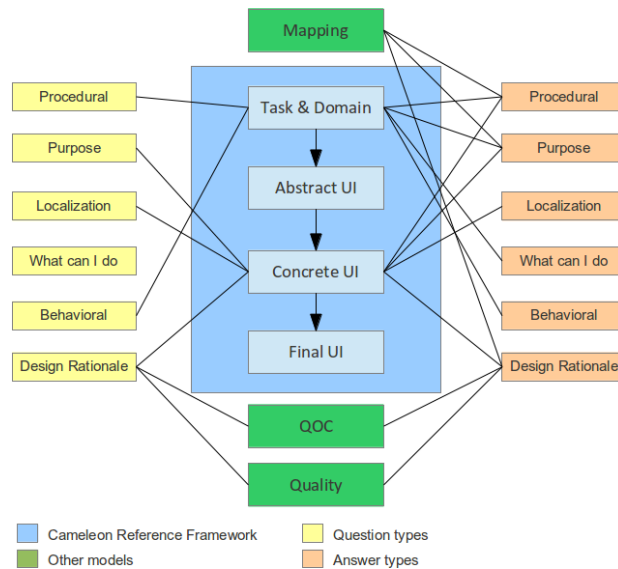 Mapping
Procedural
Task & Domain
Procedural
Purpose
Purpose
Abstract UI
Localization
Localization
What can I do
Concrete UI
What can I do
Behavioral
Behavioral
Final UI
Design Rationale
Design Rationale
QOC
Quality
Cameleon Reference Framework
Question types
Other models
Answer types